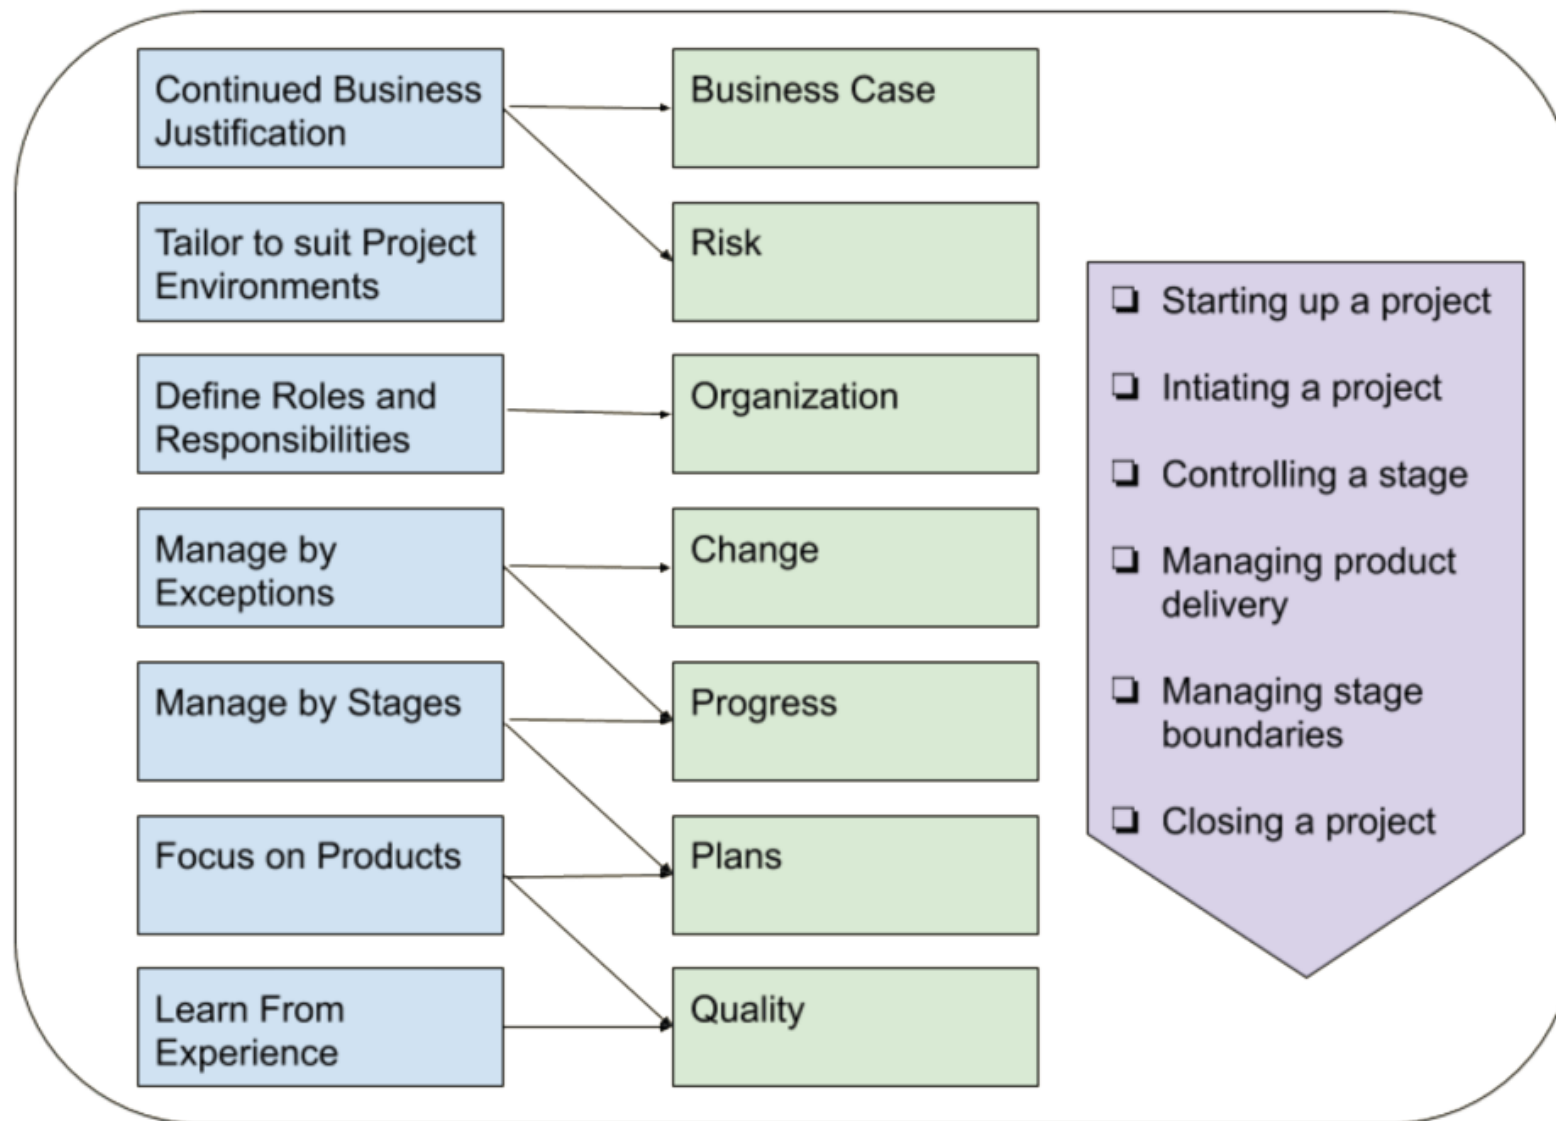 Continued Business
Justification
Business Case
Tailor to suit Project
Environments
Risk
Define Roles and
Responsibilities
Organization
Manage by
Exceptions
Change
Manage by Stages
Progress
Focus on Products
Plans
Learn From
Experience
Quality
❏ Starting up a project
❏ Intiating a project
❏ Controlling a stage
❏ Managing product
delivery
❏ Managing stage
boundaries
❏ Closing a project